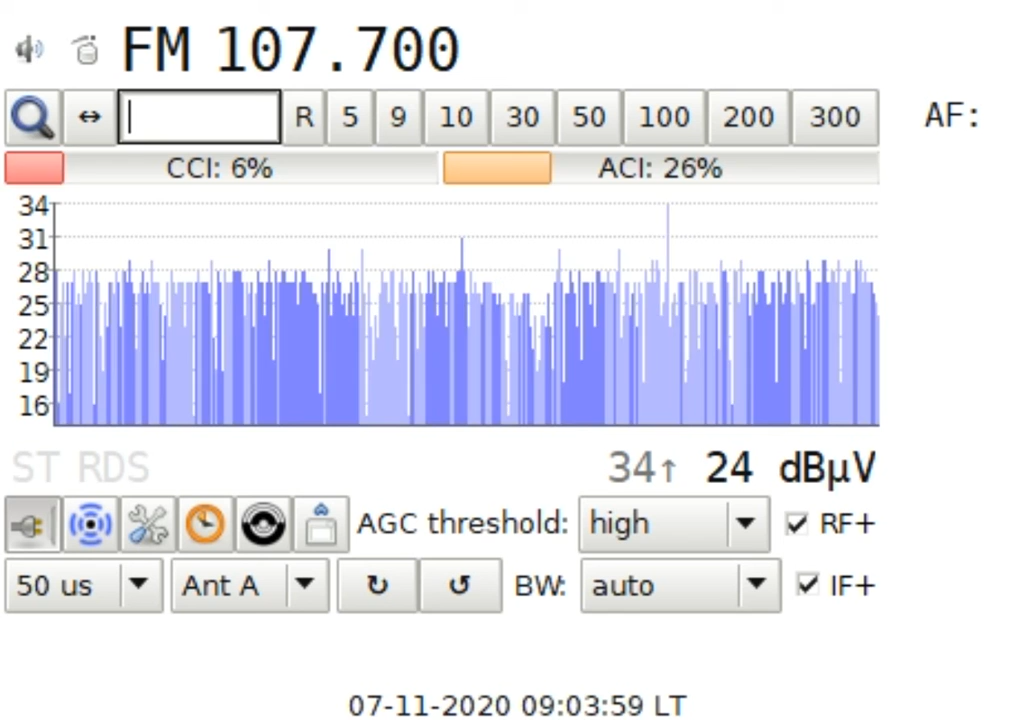 FM 107.700
R 5 9 10 30 50 100 200 300 AF:
CCI: 6% ACI: 26%
34
31
28
25
22
19
16
ST RDS 34↑ 24 dBµV
AGC threshold: high RF+
50 us Ant A ↻ ↺ BW: auto IF+
07-11-2020 09:03:59 LT